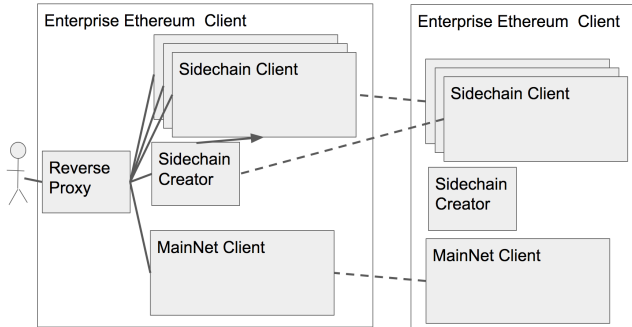 Enterprise Ethereum  Client
Sidechain Client
Reverse
Proxy
Sidechain
Creator
MainNet Client
Enterprise Ethereum  Client
Sidechain Client
Sidechain
Creator
MainNet Client